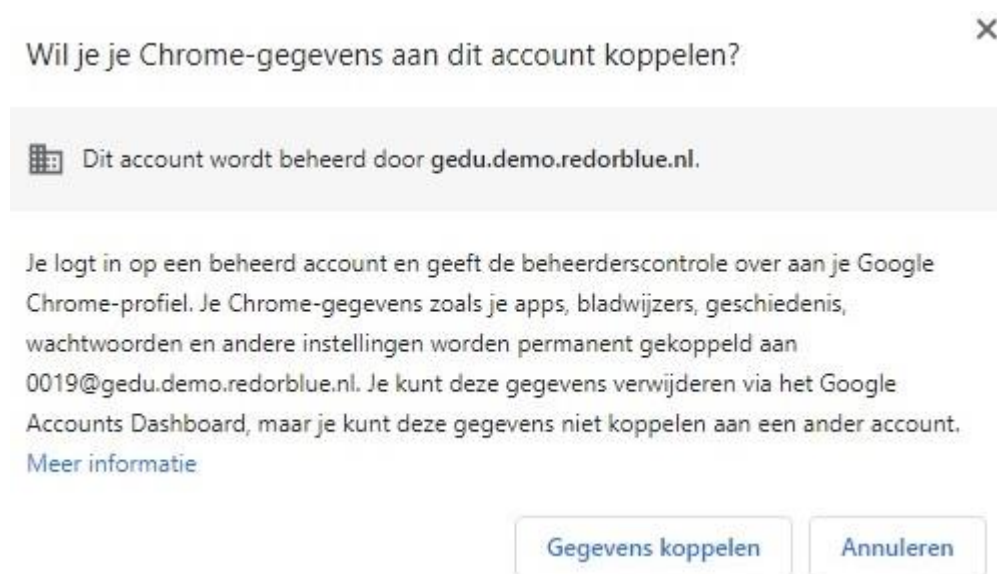 Wil je je Chrome-gegevens aan dit account koppelen?
Dit account wordt beheerd door gedu.demo.redorblue.nl.
Je logt in op een beheerd account en geeft de beheerderscontrole over aan je Google
Chrome-profiel. Je Chrome-gegevens zoals je apps, bladwijzers, geschiedenis,
wachtwoorden en andere instellingen worden permanent gekoppeld aan
0019@gedu.demo.redorblue.nl. Je kunt deze gegevens verwijderen via het Google
Accounts Dashboard, maar je kunt deze gegevens niet koppelen aan een ander account.
Meer informatie
Gegevens koppelen Annuleren